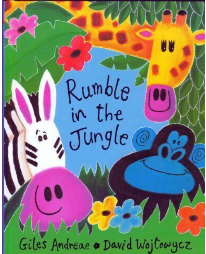 Rumble
in the
Jungle
Giles Andreae • David Wojtowycz